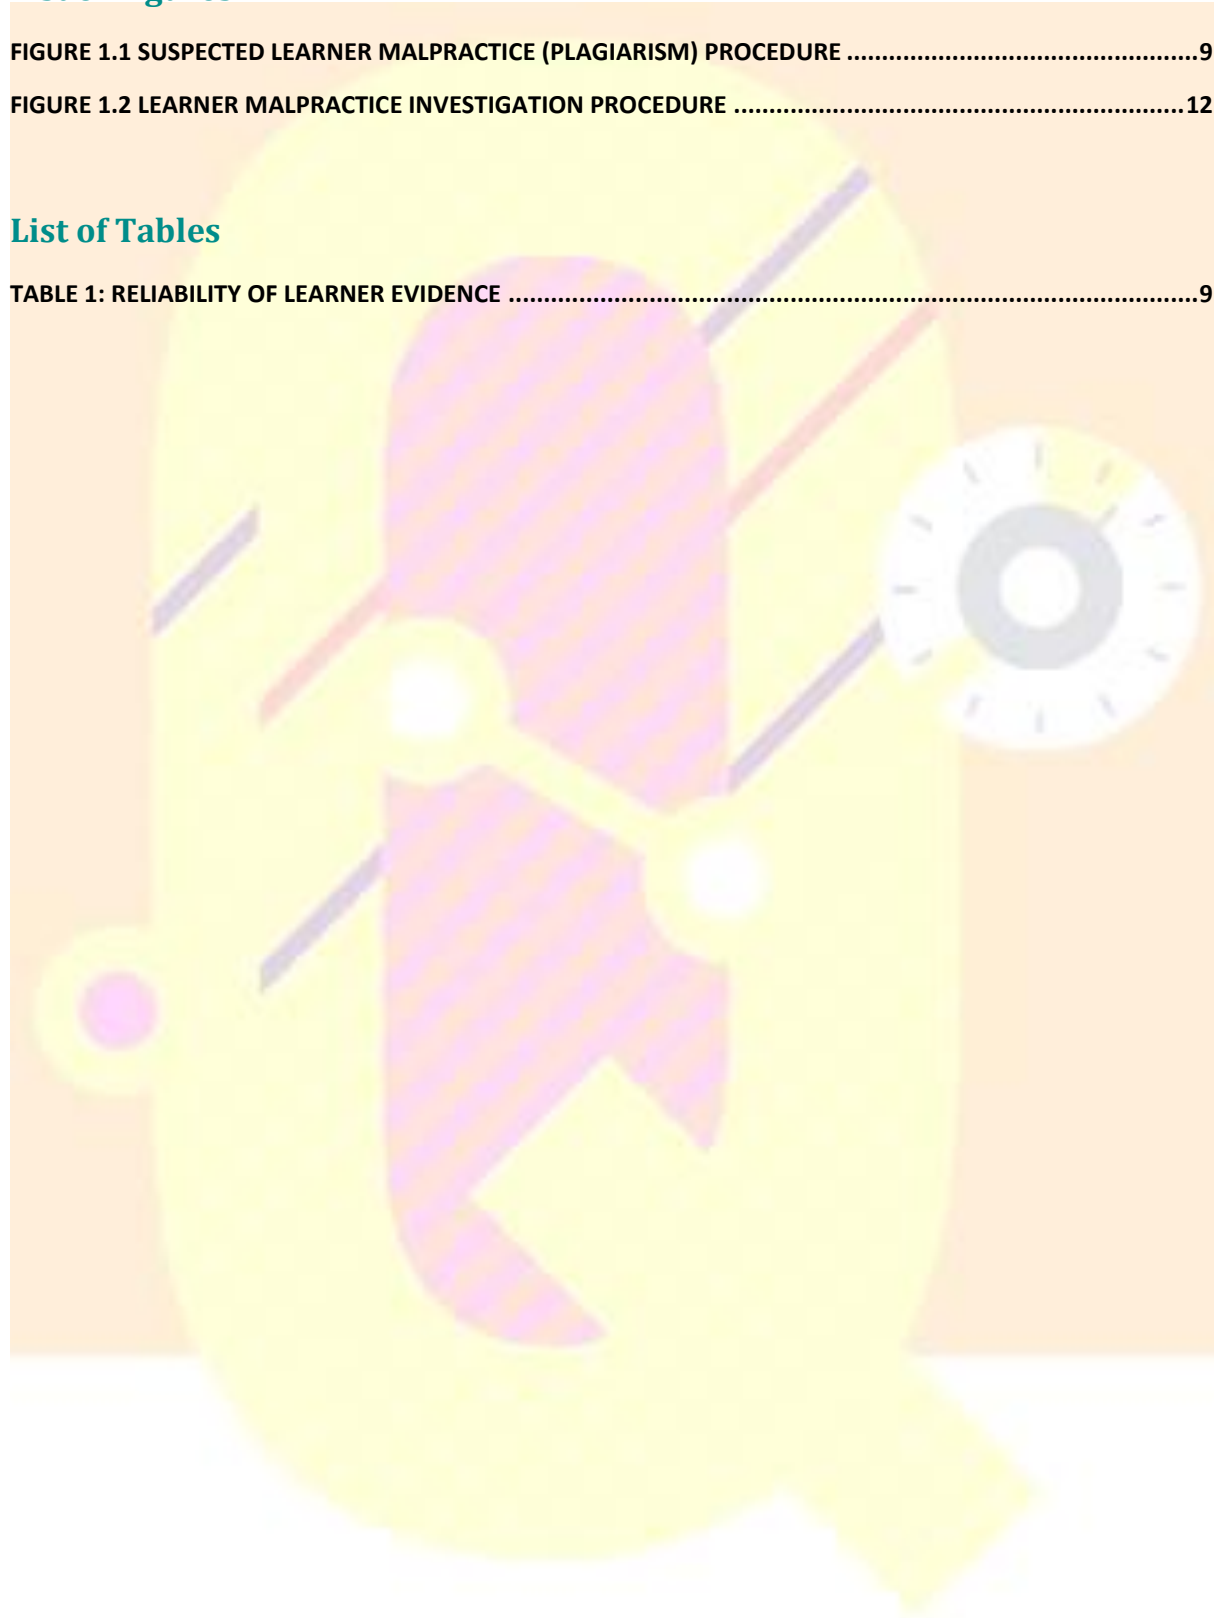 FIGURE 1.1 SUSPECTED LEARNER MALPRACTICE (PLAGIARISM) PROCEDURE ..................................................9
FIGURE 1.2 LEARNER MALPRACTICE INVESTIGATION PROCEDURE ................................................................12
List of Tables
TABLE 1: RELIABILITY OF LEARNER EVIDENCE ..................................................................................................9